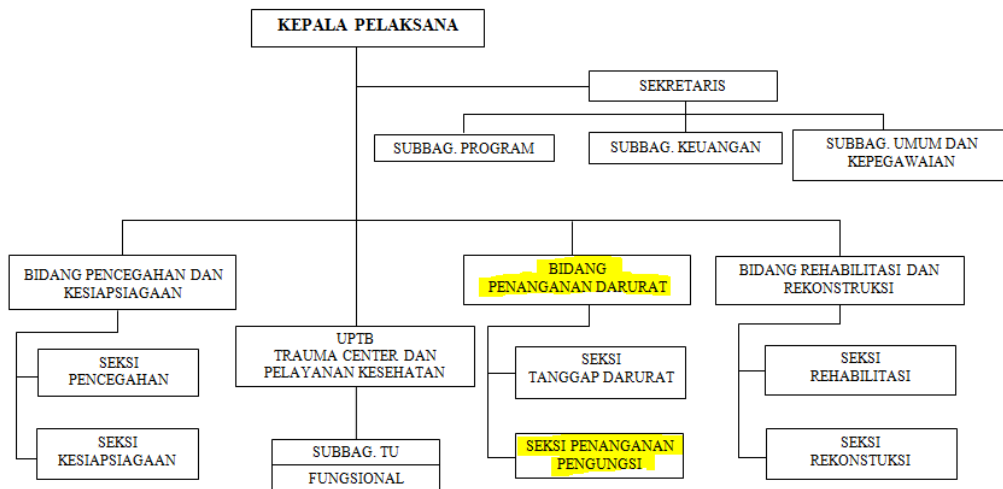 KEPALA PELAKSANA
SEKRETARIS
SUBBAG. PROGRAM
SUBBAG. KEUANGAN
SUBBAG. UMUM DAN
KEPEGAWAIAN
BIDANG PENCEGAHAN DAN
KESIAPSIAGAAN
BIDANG
PENANGANAN DARURAT
BIDANG REHABILITASI DAN
REKONSTRUKSI
UPTB
TRAUMA CENTER DAN
PELAYANAN KESEHATAN
SEKSI
PENCEGAHAN
SEKSI
TANGGAP DARURAT
SEKSI
REHABILITASI
SEKSI
KESIAPSIAGAAN
SUBBAG. TU
FUNGSIONAL
SEKSI PENANGANAN
PENGUNGSI
SEKSI
REKONSTUKSI